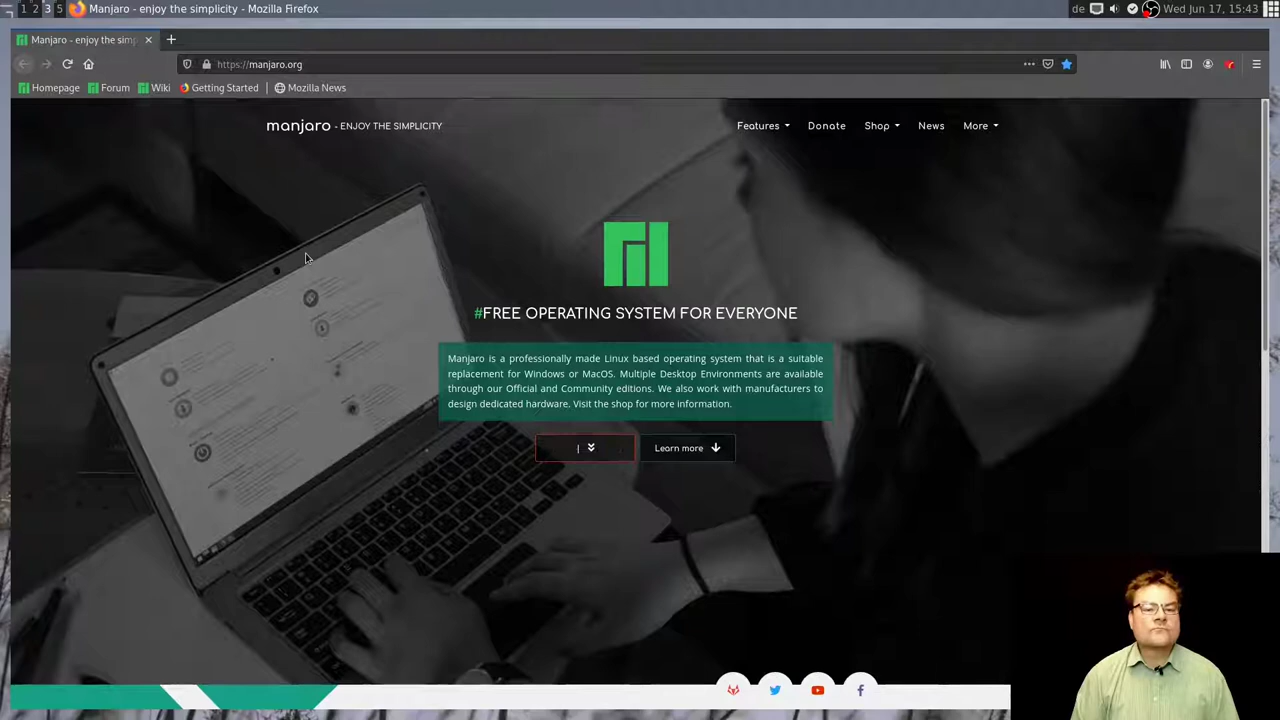 1 2 3 5 Manjaro - enjoy the simplicity - Mozilla Firefox
de Wed Jun 17, 15:43
Manjaro - enjoy the simp
https://manjaro.org
Homepage Forum Wiki Getting Started Mozilla News
manjaro - ENJOY THE SIMPLICITY
Features Donate Shop News More
#FREE OPERATING SYSTEM FOR EVERYONE
Manjaro is a professionally made Linux based operating system that is a suitable
replacement for Windows or MacOS. Multiple Desktop Environments are available
through our Official and Community editions. We also work with manufacturers to
design dedicated hardware. Visit the shop for more information.
Learn more